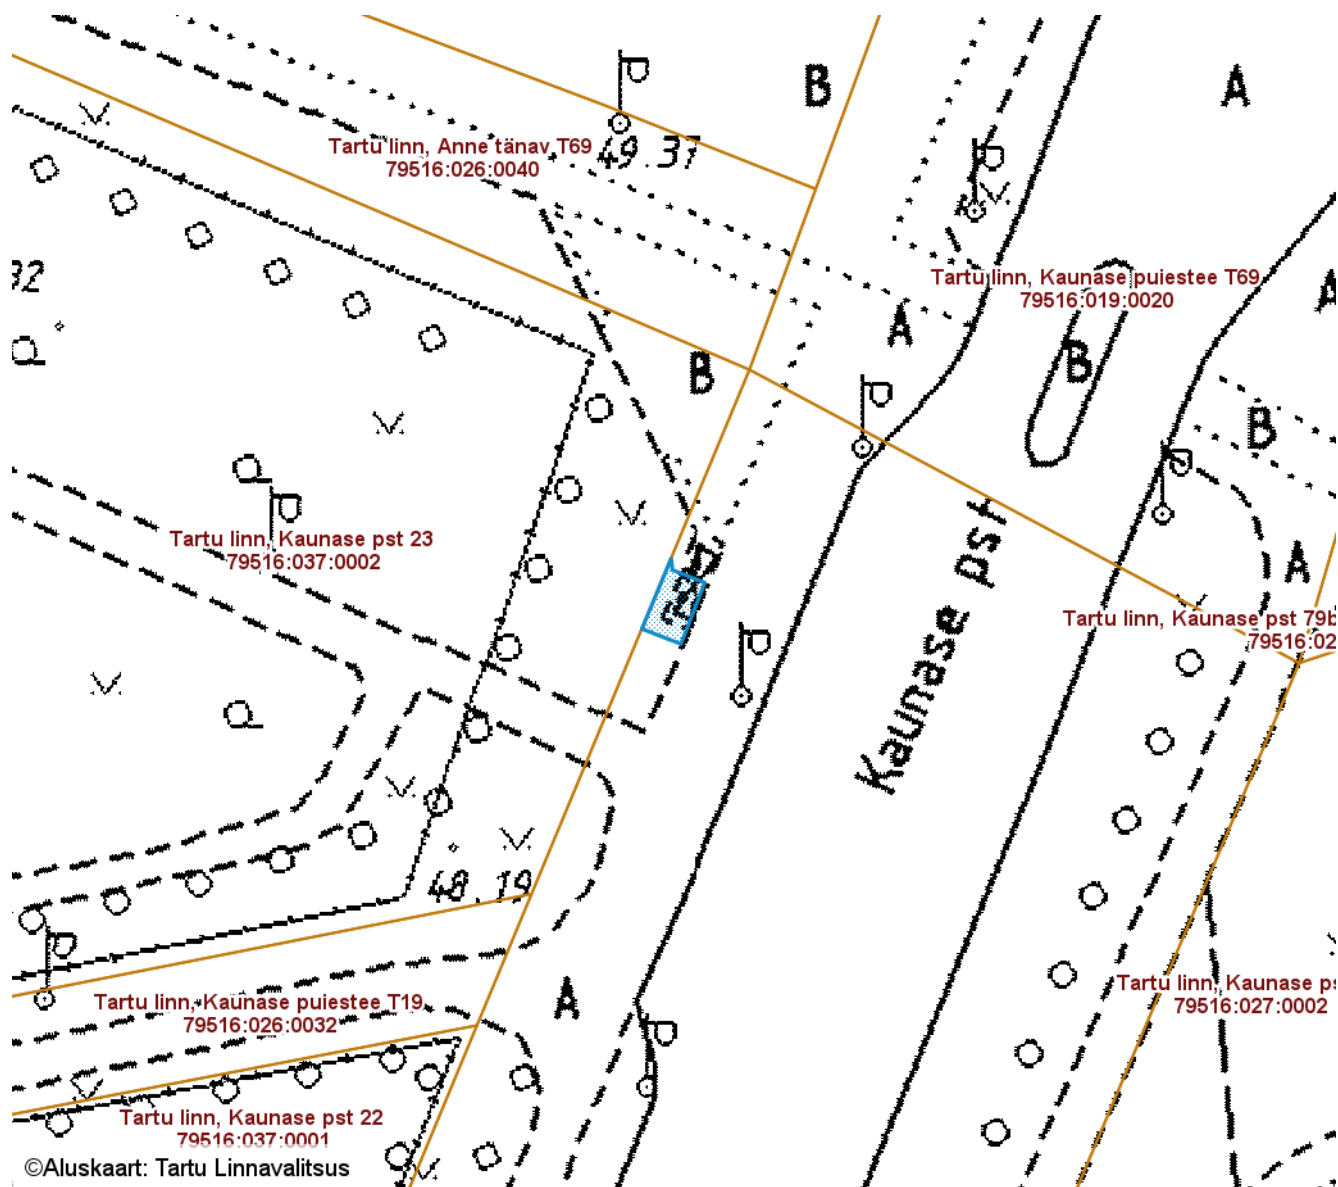 B
A
Tartu linn, Anne tänav T69
79516:026:0040
49.37
32
Tartu linn, Kaunase puiestee T69
79516:019:0020
A
A
B
B
B
Tartu linn, Kaunase pst 23
79516:037:0002
A
Kaunase pst
Tartu linn, Kaunase pst 79b
79516:02
48.19
Tartu linn, Kaunase ps
79516:027:0002
A
Tartu linn, Kaunase puiestee T19
79516:026:0032
Tartu linn, Kaunase pst 22
79516:037:0001
©Aluskaart: Tartu Linnavalitsus